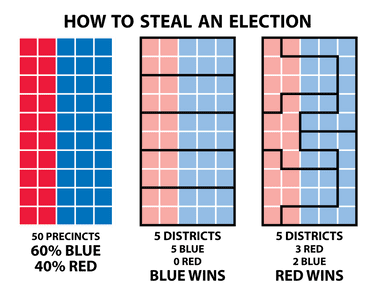 HOW TO STEAL AN ELECTION
50 PRECINCTS
60% BLUE
40% RED
5 DISTRICTS
5 BLUE
0 RED
BLUE WINS
5 DISTRICTS
3 RED
2 BLUE
RED WINS